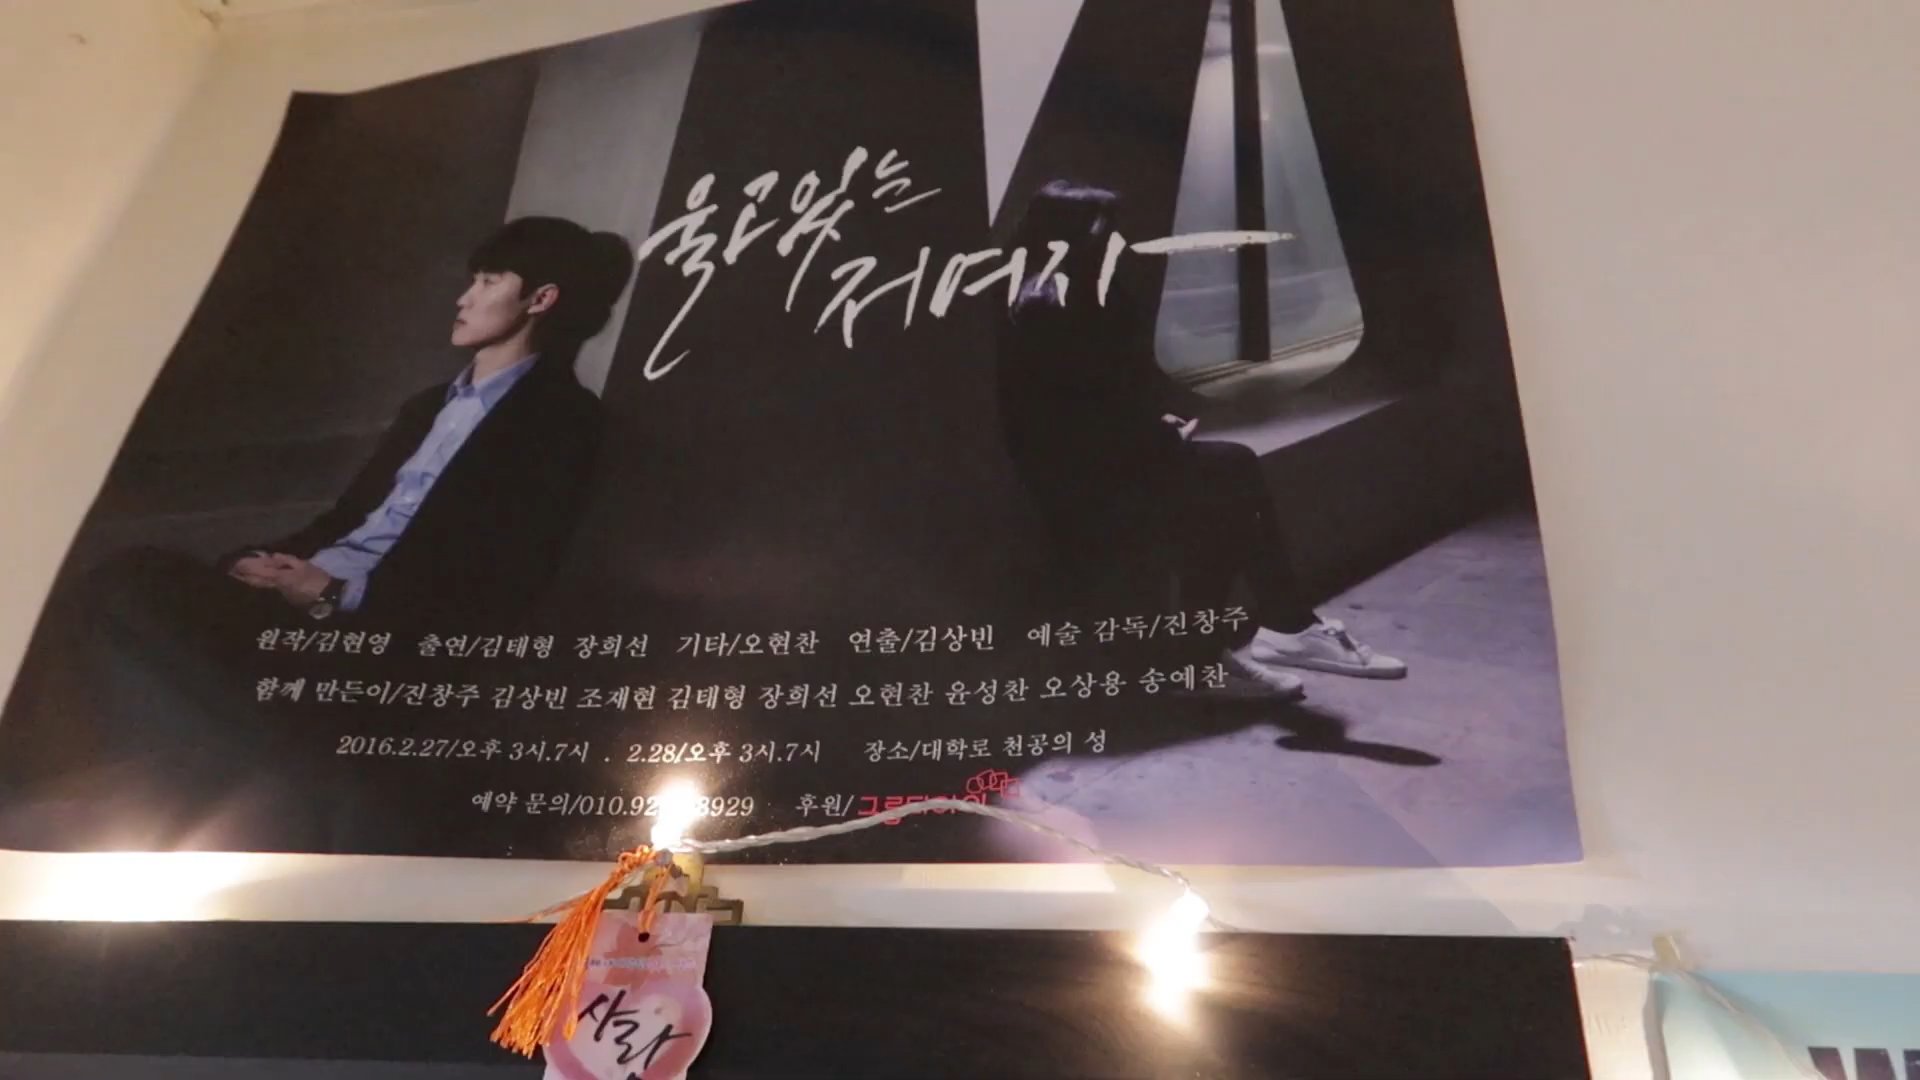 울고있는
저여자
원작/김현영 출연/김태형 장희선 기타/오현찬 연출/김상빈 예술 감독/진창주
함께 만든이/진창주 김상빈 조재현 김태형 장희선 오현찬 윤성찬 오상용 송예찬
2016.2.27/오후 3시.7시 . 2.28/오후 3시.7시 장소/대학로 천공의 성
예약 문의/010.92 8929 후원/
사랑